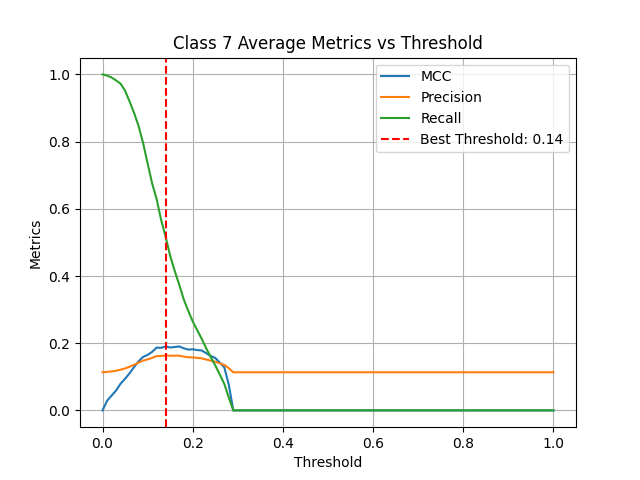 Class 7 Average Metrics vs Threshold
MCC
Precision
Recall
Best Threshold: 0.14
Metrics
1.0
0.8
0.6
0.4
0.2
0.0
0.0 0.2 0.4 0.6 0.8 1.0
Threshold